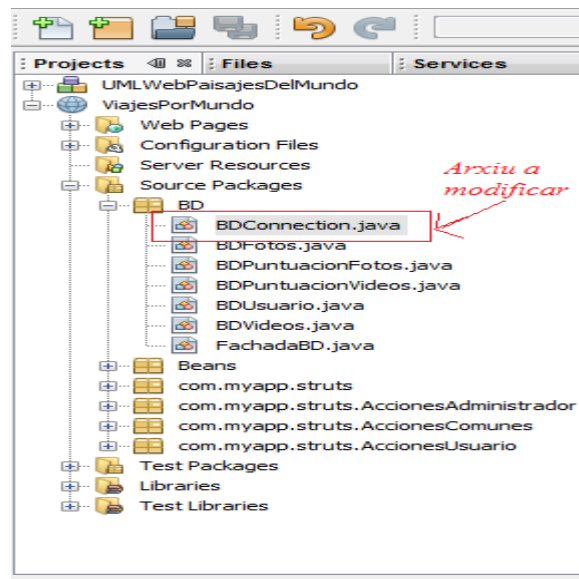 Projects
Files
Services
UMLWebPaisajesDelMundo
ViajesPorMundo
Web Pages
Configuration Files
Server Resources
Arxiu a
modificar
Source Packages
BD
BDConnection.java
BDFotos.java
BDPuntuacionFotos.java
BDPuntuacionVideos.java
BDUsuario.java
BDVideos.java
FachadaBD.java
Beans
com.myapp.struts
com.myapp.struts.AccionesAdministrador
com.myapp.struts.AccionesComunes
com.myapp.struts.AccionesUsuario
Test Packages
Libraries
Test Libraries